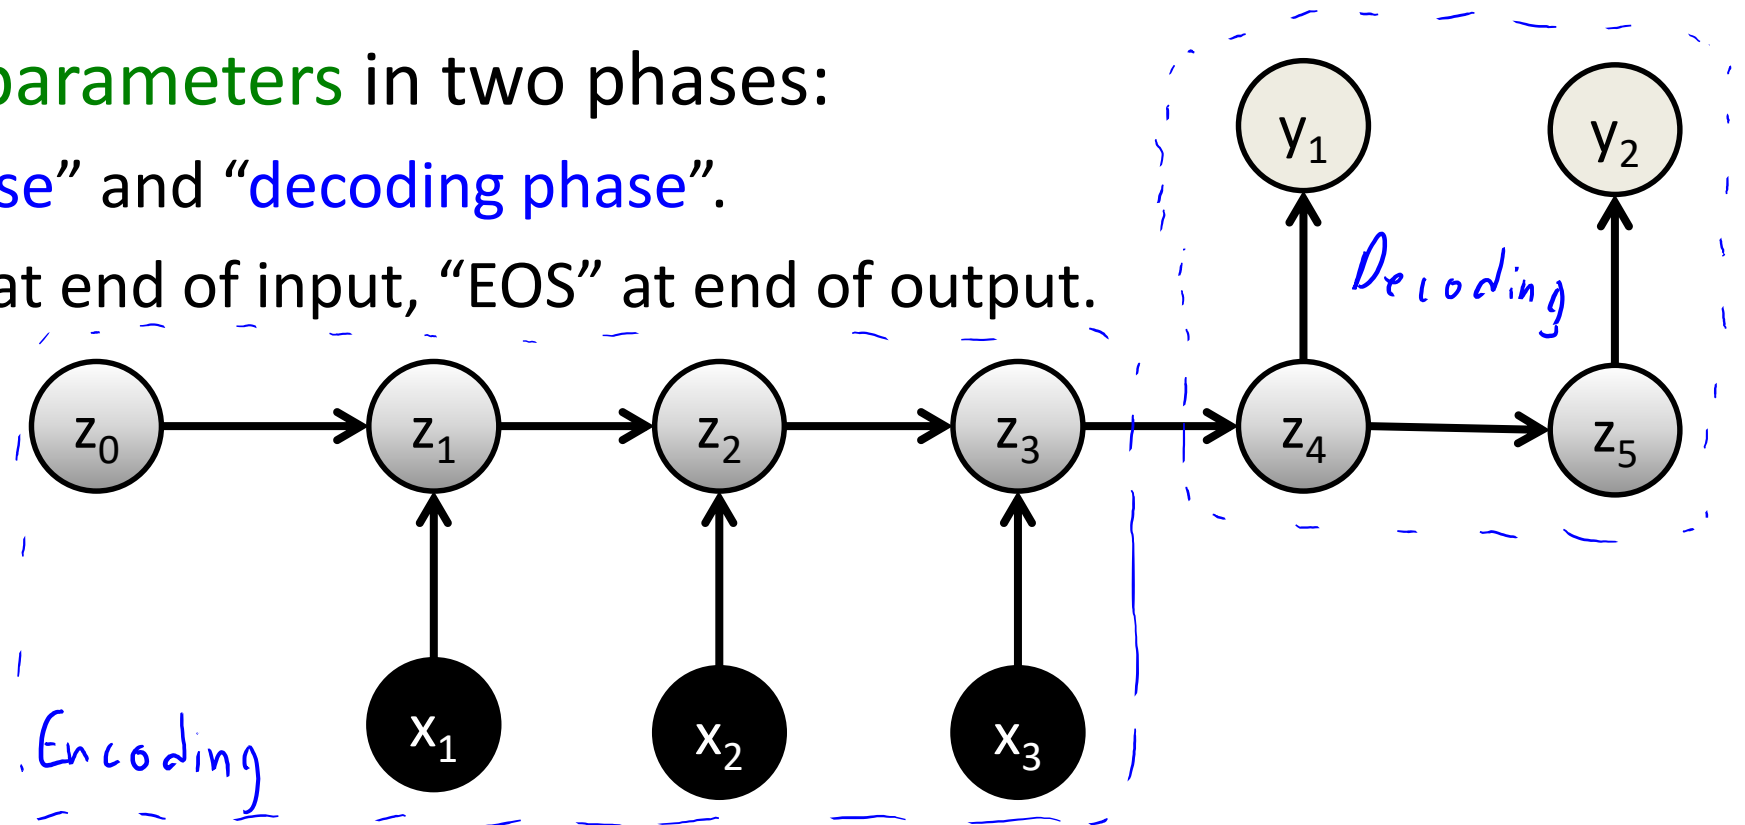 parameters in two phases:
se” and “decoding phase”.
at end of input, “EOS” at end of output.
y1 y2
Decoding
z0 z1 z2 z3 z4 z5
x1 x2 x3
Encoding